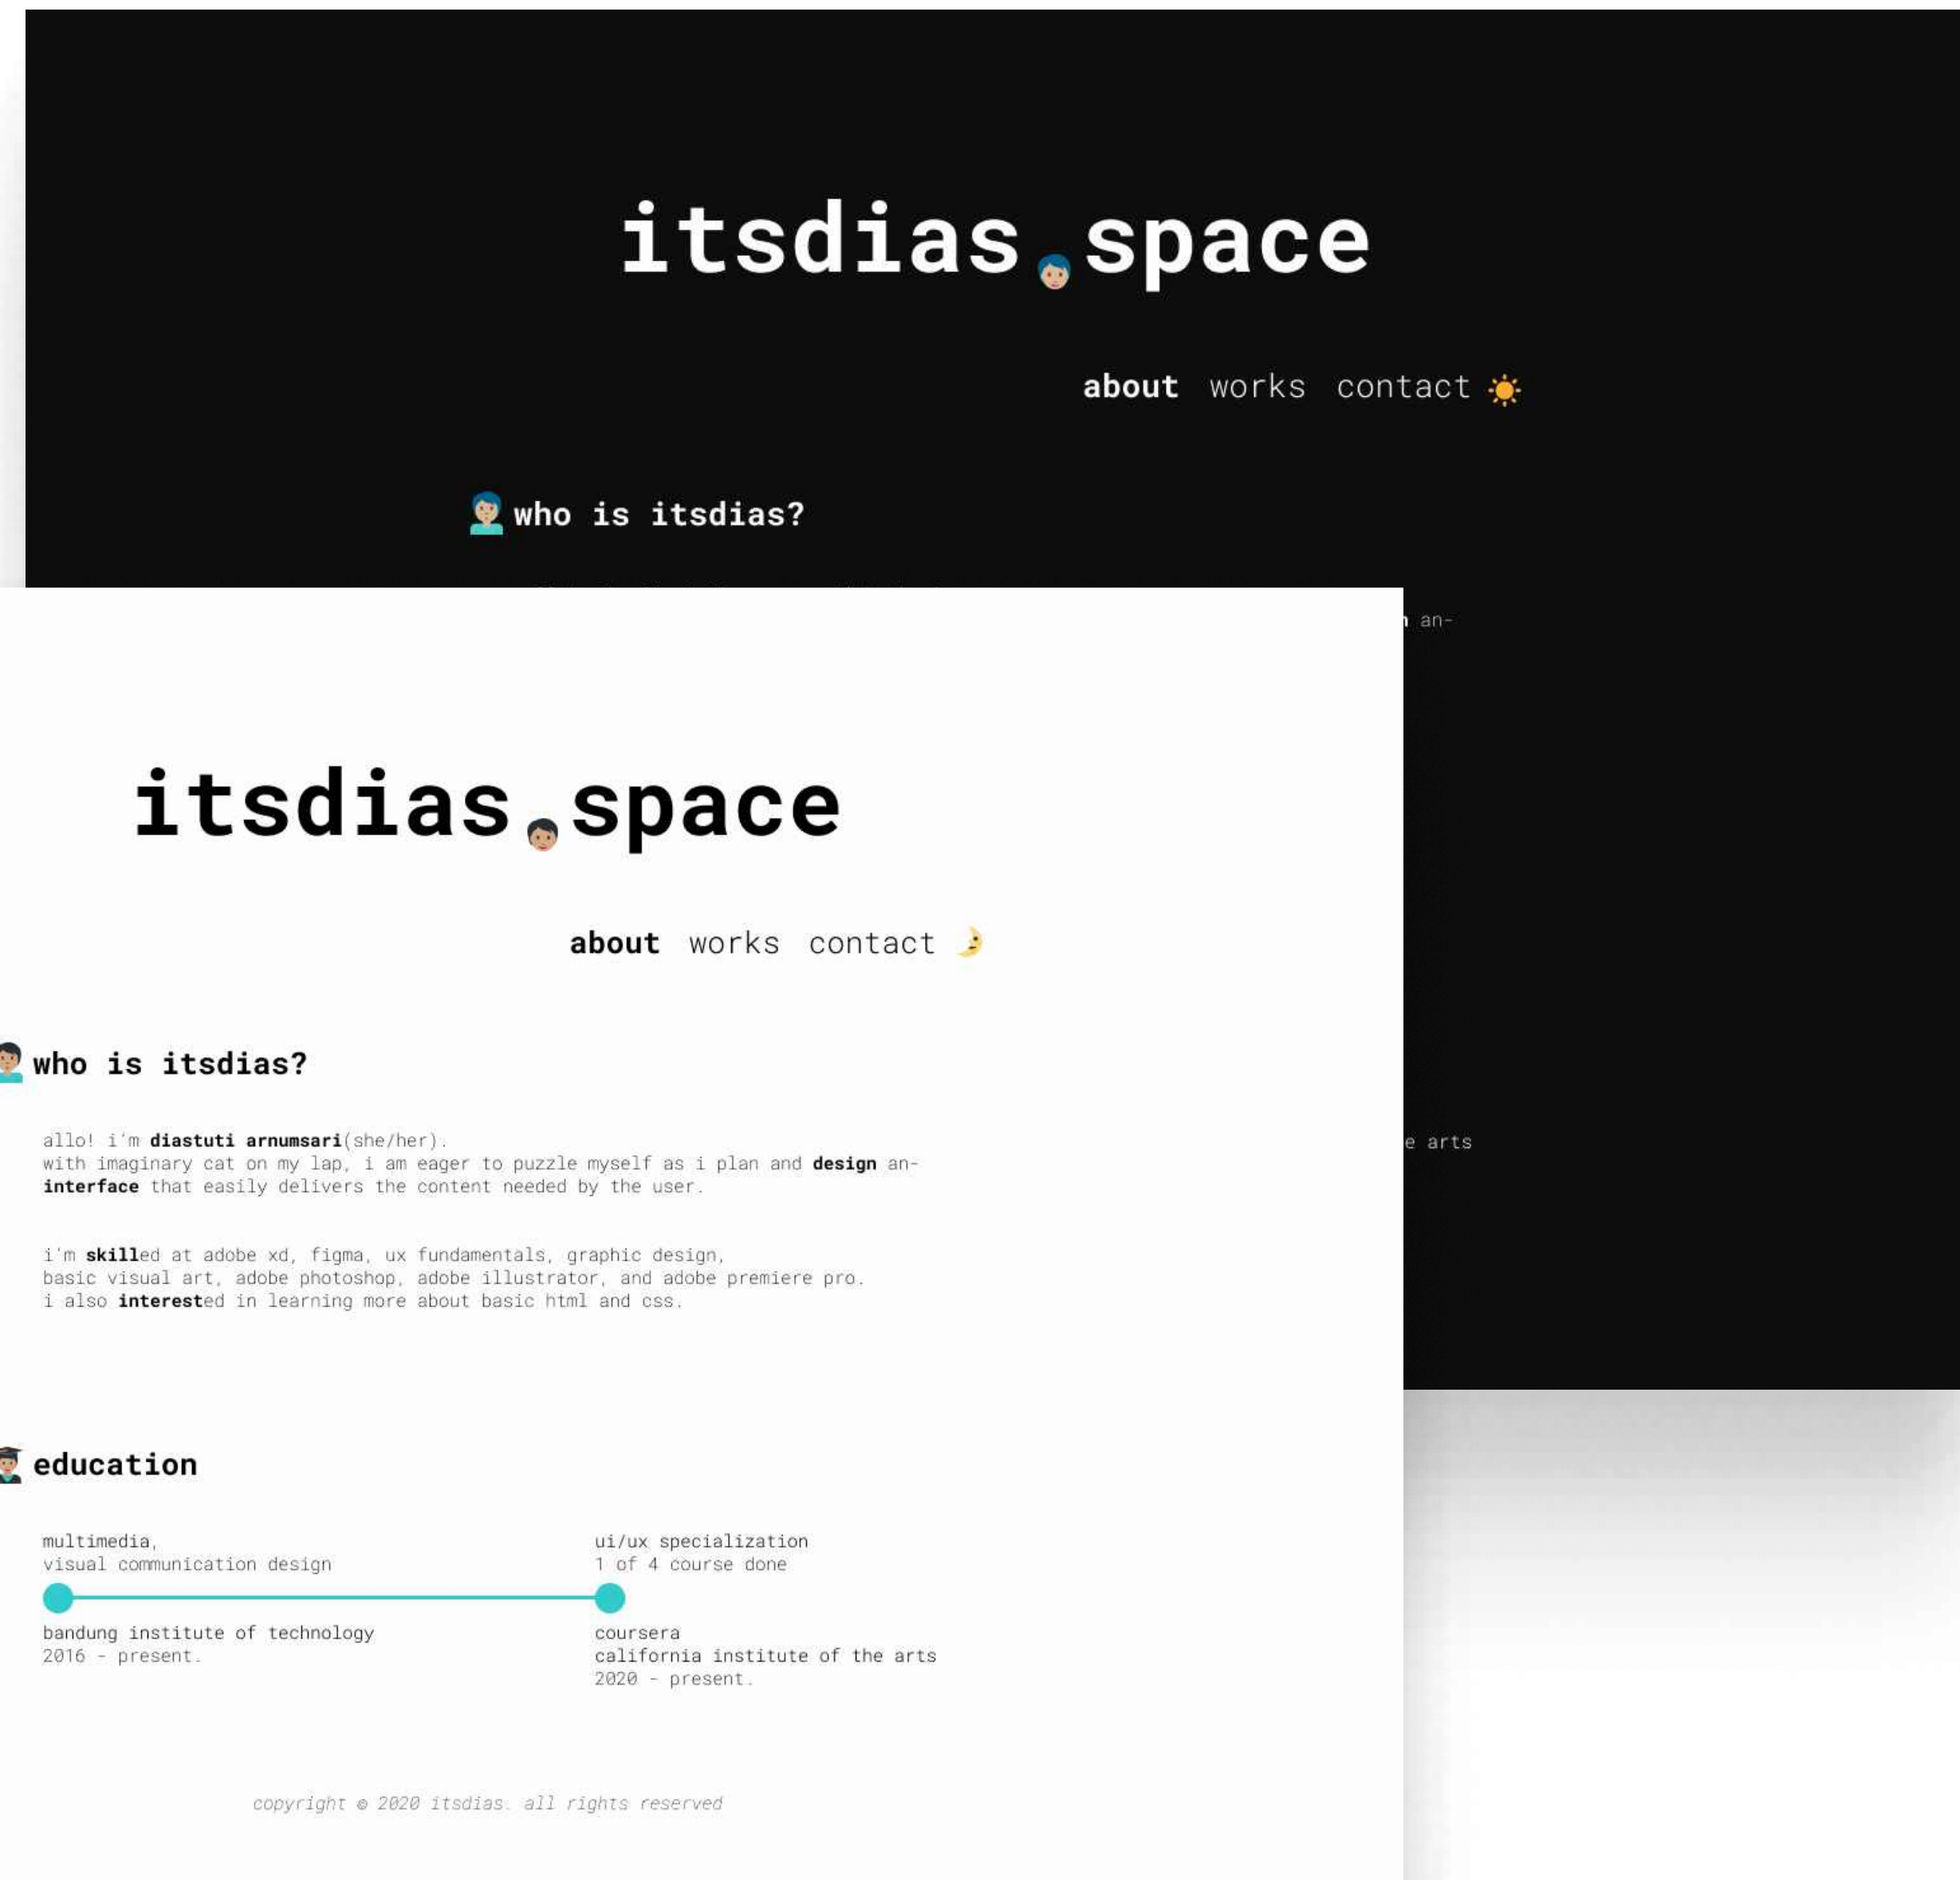 itsdias.space
about works contact
who is itsdias?
an-
e arts
itsdias.space
about works contact
who is itsdias?
allo! i'm diastuti arnumsari(she/her).
with imaginary cat on my lap, i am eager to puzzle myself as i plan and design an-
interface that easily delivers the content needed by the user.
i'm skilled at adobe xd, figma, ux fundamentals, graphic design,
basic visual art, adobe photoshop, adobe illustrator, and adobe premiere pro.
i also interested in learning more about basic html and css.
education
multimedia,
visual communication design
bandung institute of technology
2016 - present.
ui/ux specialization
1 of 4 course done
coursera
california institute of the arts
2020 - present.
copyright © 2020 itsdias. all rights reserved